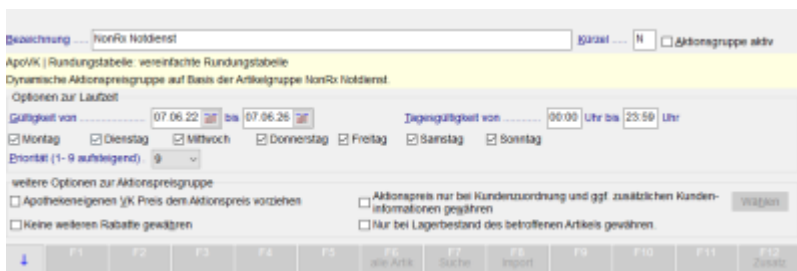 Bezeichnung ..... NonRx Notdienst Kürzel ..... N Aktionsgruppe aktiv
ApoVK | Rundungstabelle: vereinfachte Rundungstabelle
Dynamische Aktionspreisgruppe auf Basis der Artikelgruppe NonRx Notdienst.
Optionen zur Laufzeit
Gültigkeit von ..................... 07.06.22 bis 07.06.26 Tagesgültigkeit von ............ 00:00 Uhr bis 23:59 Uhr
Montag Dienstag Mittwoch Donnerstag Freitag Samstag Sonntag
Priorität (1- 9 aufsteigend). 9
weitere Optionen zur Aktionspreisgruppe
Apothekeneigenen VK Preis dem Aktionspreis vorziehen Aktionspreis nur bei Kundenzuordnung und ggf. zusätzlichen Kunden-
informationen gewähren Wählen
Keine weiteren Rabatte gewähren Nur bei Lagerbestand des betroffenen Artikels gewähren.
F1 F2 F3 F4 F5 F6 F7 F8 F9 F10 F11 F12
alle Artik Suche Import Zusatz